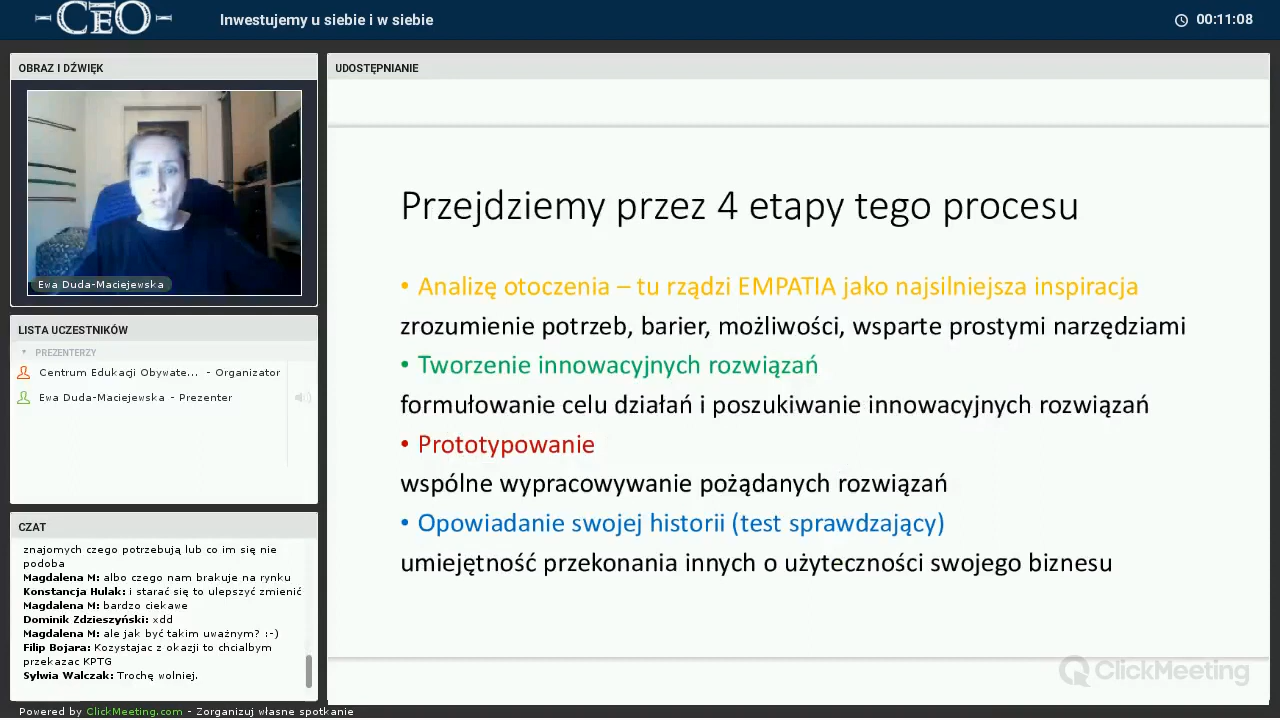 CEO
Inwestujemy u siebie i w siebie
00:11:08
OBRAZ I DŹWIĘK
Ewa Duda-Maciejewska
LISTA UCZESTNIKÓW
PREZENTERZY
Centrum Edukacji Obywate... - Organizator
Ewa Duda-Maciejewska - Prezenter
CZAT
znajomych czego potrzebują lub co im się nie
podoba
Magdalena M: albo czego nam brakuje na rynku
Konstancja Hulak: i starać się to ulepszyć zmienić
Magdalena M: bardzo ciekawe
Dominik Zdzieszyński: xdd
Magdalena M: ale jak być takim uważnym? :-)
Filip Bojara: Kozystajac z okazji to chcialbym
przekazac KPTG
Sylwia Walczak: Trochę wolniej.
UDOSTĘPNIANIE
Przejdziemy przez 4 etapy tego procesu
• Analizę otoczenia – tu rządzi EMPATIA jako najsilniejsza inspiracja
zrozumienie potrzeb, barier, możliwości, wsparte prostymi narzędziami
• Tworzenie innowacyjnych rozwiązań
formułowanie celu działań i poszukiwanie innowacyjnych rozwiązań
• Prototypowanie
wspólne wypracowywanie pożądanych rozwiązań
• Opowiadanie swojej historii (test sprawdzający)
umiejętność przekonania innych o użyteczności swojego biznesu
ClickMeeting
Powered by ClickMeeting.com - Zorganizuj własne spotkanie